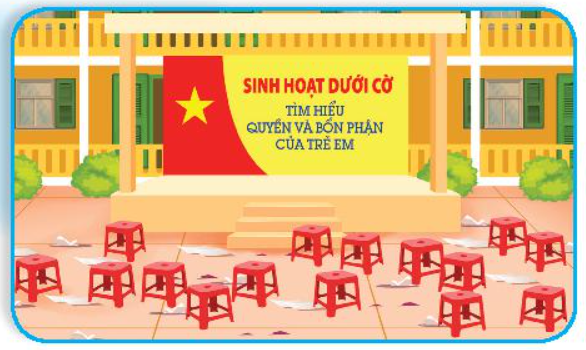 SINH HOẠT DƯỚI CỜ
TÌM HIỂU
QUYỀN VÀ BỔN PHẬN
CỦA TRẺ EM